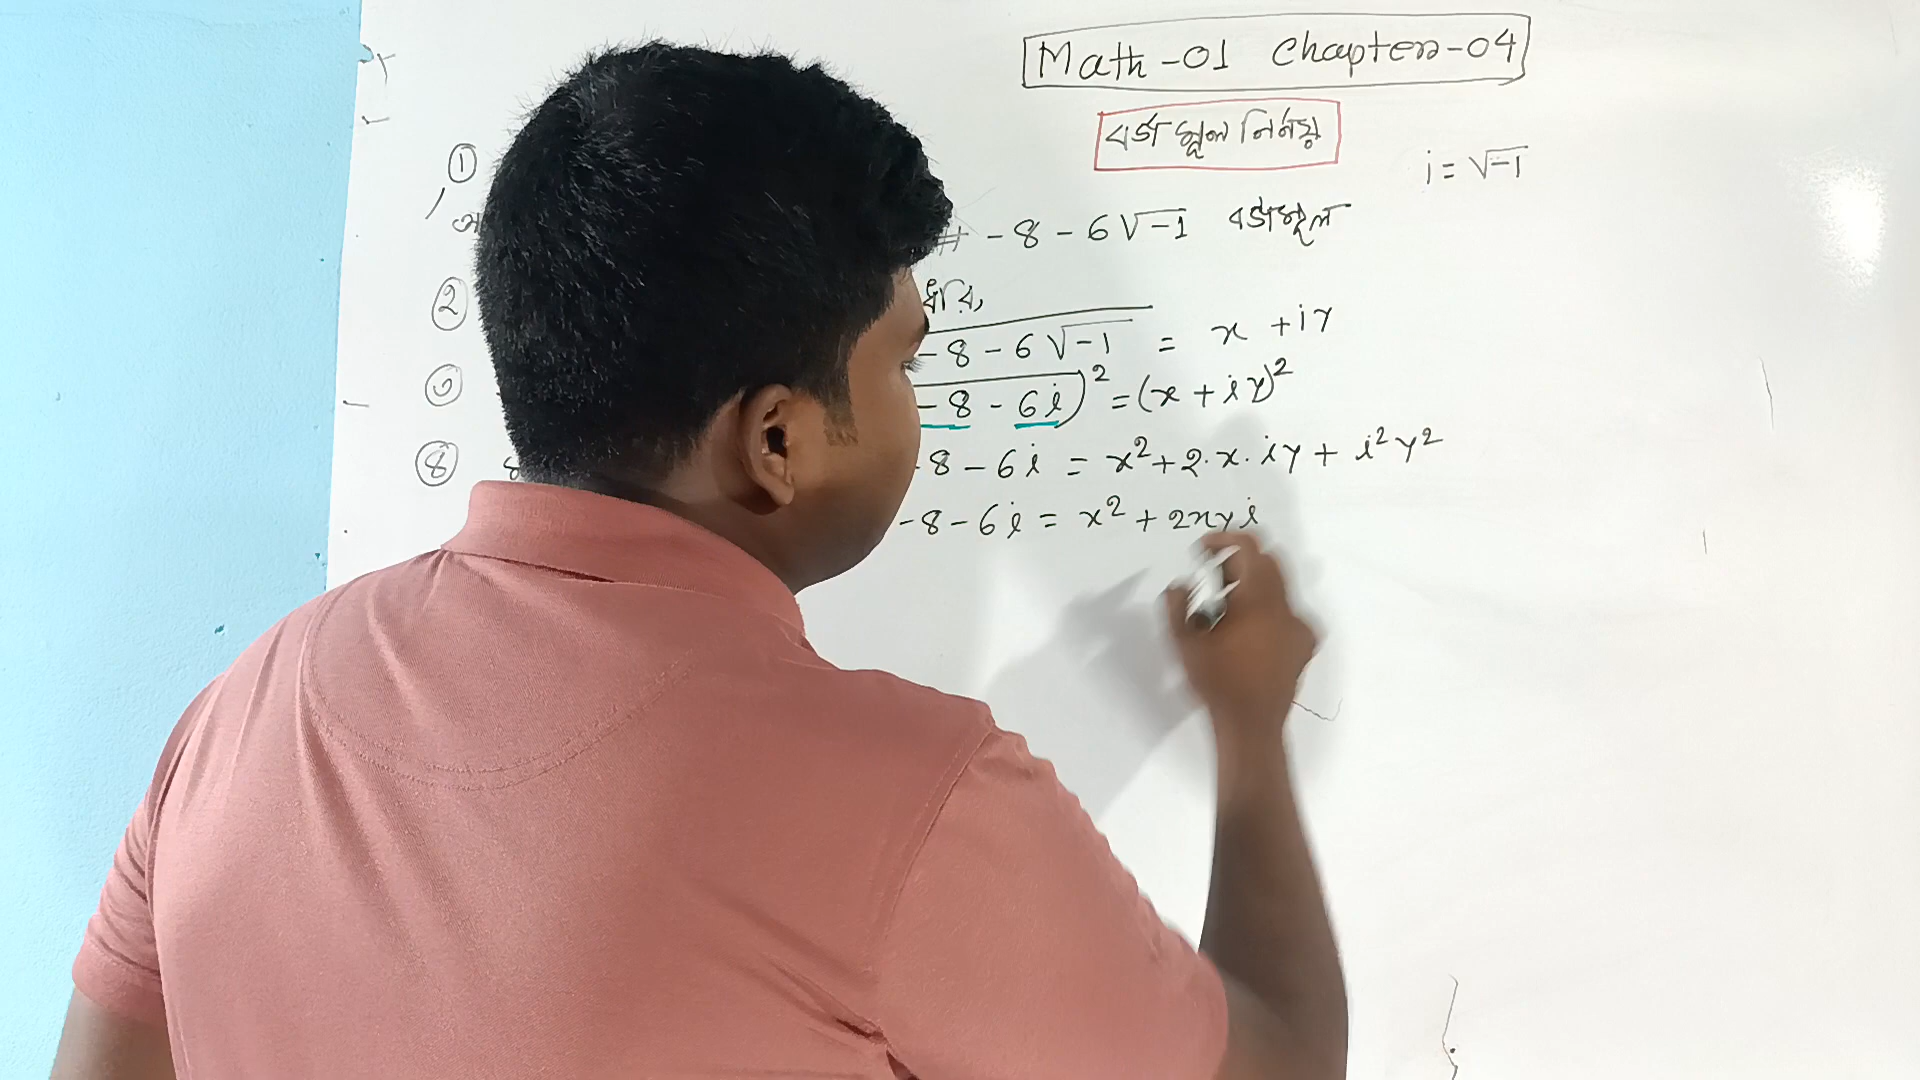 Math-01 Chapter-04
বর্গমূল নির্ণয়
i = √-1
①
-8-6√-1 বর্গমূল
②
ধরি,
-8-6√-1 = x + iy
③
-8-6i)² = (x + iy)²
④
8-6i = x² + 2.x.iy + i²y²
-8-6i = x² + 2xyi